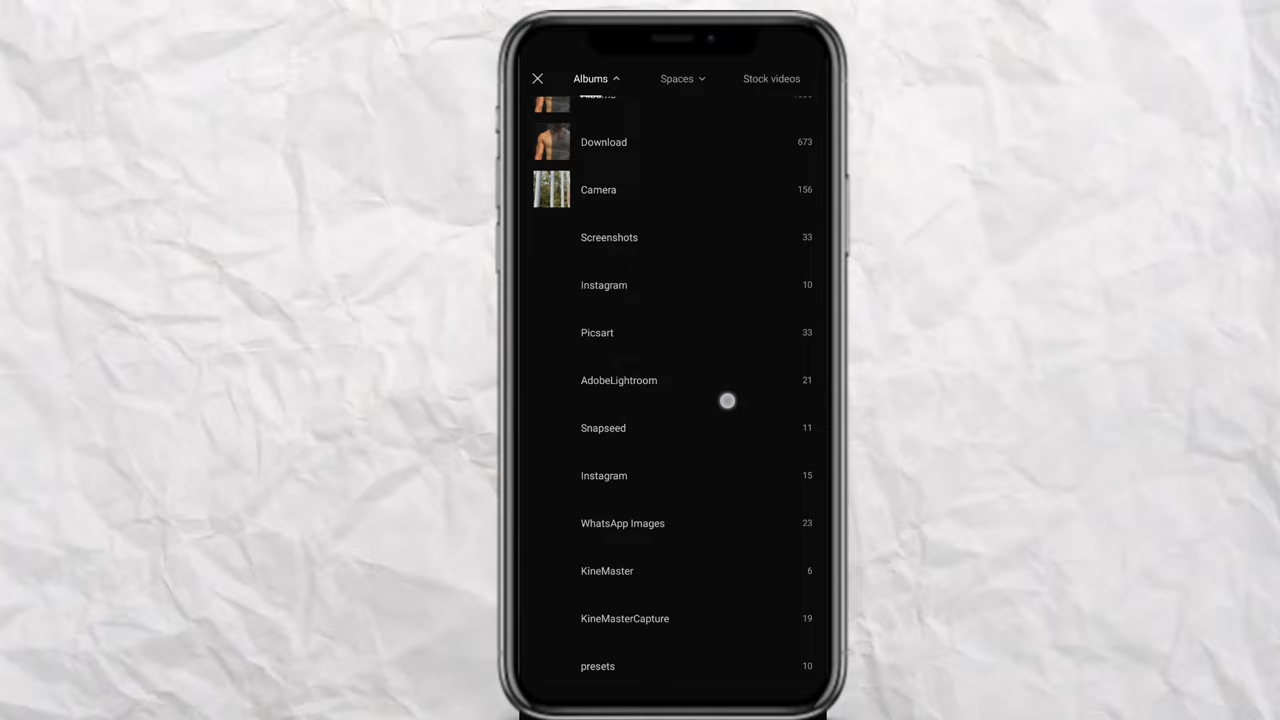 Albums Spaces Stock videos
Download 673
Camera 156
Screenshots 33
Instagram 10
Picsart 33
AdobeLightroom 21
Snapseed 11
Instagram 15
WhatsApp Images 23
KineMaster 6
KineMasterCapture 19
presets 10